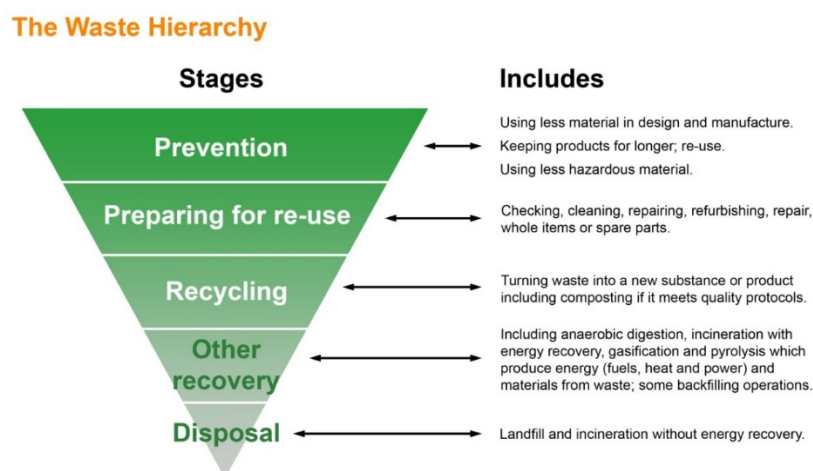 The Waste Hierarchy
Stages
Includes
Prevention
Using less material in design and manufacture.
Keeping products for longer; re-use.
Using less hazardous material.
Preparing for re-use
Checking, cleaning, repairing, refurbishing, repair,
whole items or spare parts.
Recycling
Turning waste into a new substance or product
including composting if it meets quality protocols.
Other
recovery
Including anaerobic digestion, incineration with
energy recovery, gasification and pyrolysis which
produce energy (fuels, heat and power) and
materials from waste; some backfilling operations.
Disposal
Landfill and incineration without energy recovery.